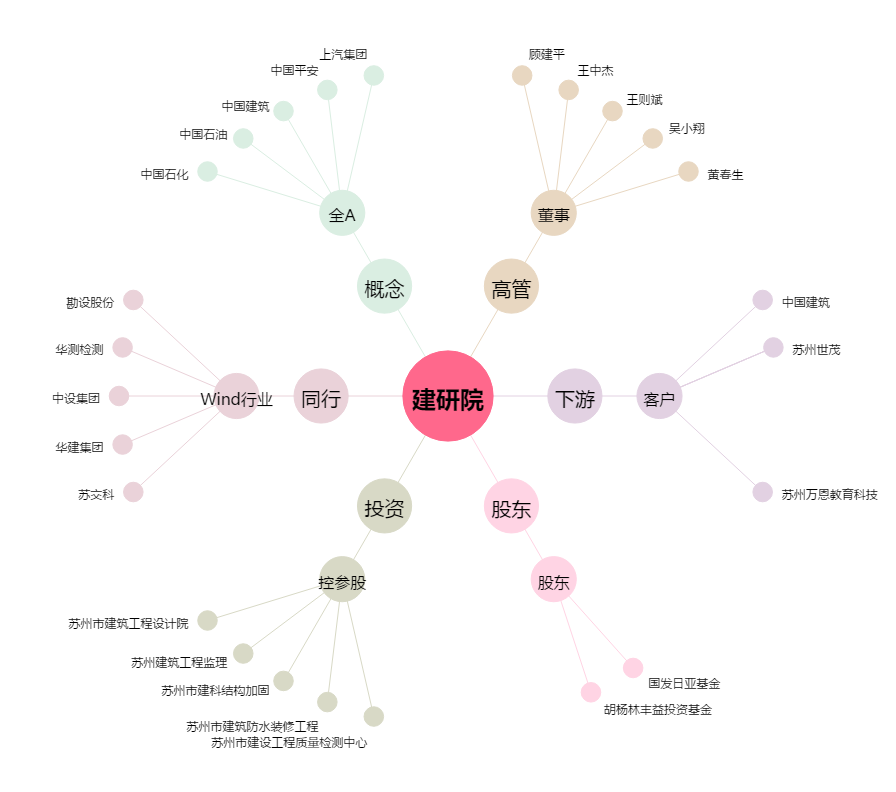 上汽集团
中国平安
中国建筑
中国石油
中国石化
全A
概念
顾建平
王中杰
王则斌
吴小翔
黄春生
董事
高管
勘设股份
华测检测
中设集团
华建集团
苏交科
Wind行业
同行
建研院
下游
客户
中国建筑
苏州世茂
苏州万恩教育科技
投资
控参股
苏州市建筑工程设计院
苏州建筑工程监理
苏州市建科结构加固
苏州市建筑防水装修工程
苏州市建设工程质量检测中心
股东
股东
国发日亚基金
胡杨林丰益投资基金